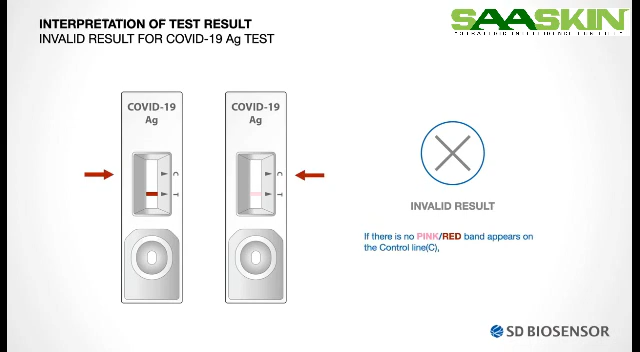 INTERPRETATION OF TEST RESULT
INVALID RESULT FOR COVID-19 Ag TEST
SAASKIN
COVID-19
Ag
C
T
COVID-19
Ag
C
T
INVALID RESULT
If there is no PINK/RED band appears on
the Control line(C),
SD BIOSENSOR